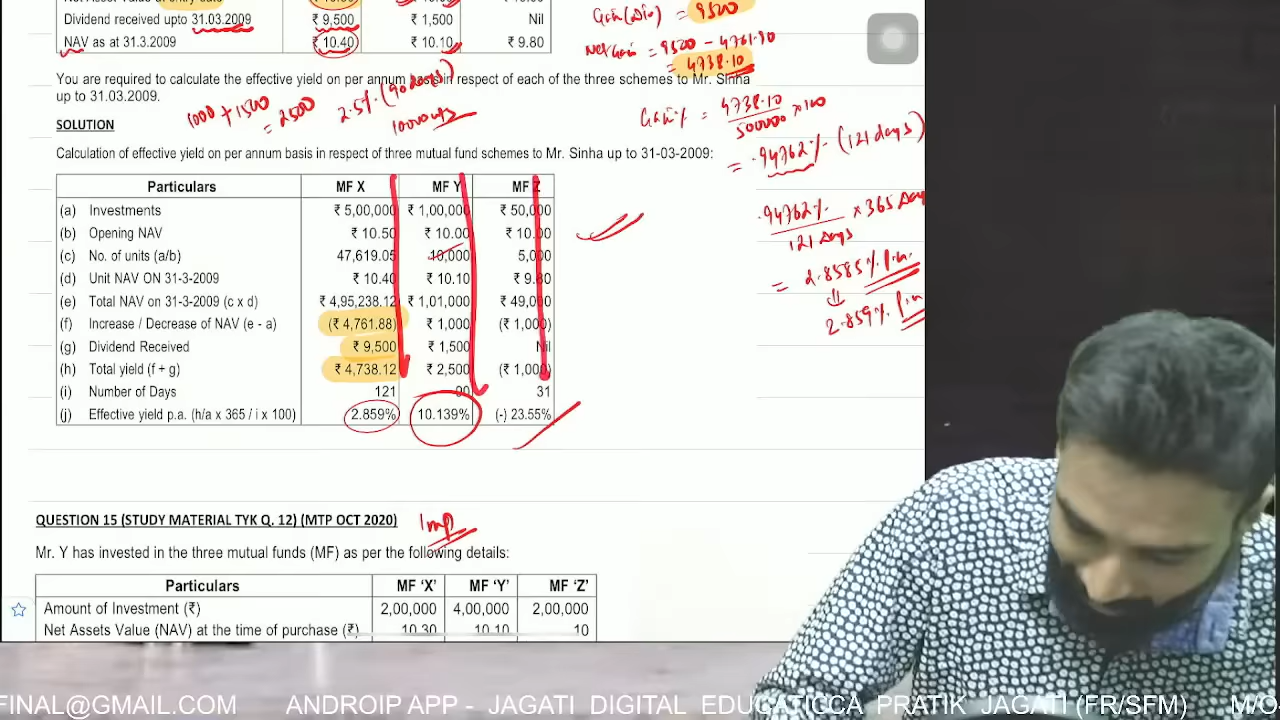 Dividend received upto 31.03.2009 ₹ 9,500 ₹ 1,500 Nil
NAV as at 31.3.2009 ₹ 10.40 ₹ 10.10 ₹ 9.80
Gain (Div) = 9500
Net Gain = 9500 – 4761.90
= 4738.10
You are required to calculate the effective yield on per annum basis in respect of each of the three schemes to Mr. Sinha
up to 31.03.2009.
1000 + 1500
= 2500
2.5% (90 days)
Gain % = 4738.10 × 100
500000
= .94762% (121 days)
SOLUTION
Calculation of effective yield on per annum basis in respect of three mutual fund schemes to Mr. Sinha up to 31-03-2009:
Particulars MF X MF Y MF Z
(a) Investments ₹ 5,00,000 ₹ 1,00,000 ₹ 50,000
(b) Opening NAV ₹ 10.50 ₹ 10.00 ₹ 10.00
(c) No. of units (a/b) 47,619.05 10,000 5,000
(d) Unit NAV ON 31-3-2009 ₹ 10.40 ₹ 10.10 ₹ 9.80
(e) Total NAV on 31-3-2009 (c x d) ₹ 4,95,238.12 ₹ 1,01,000 ₹ 49,000
(f) Increase / Decrease of NAV (e - a) (₹ 4,761.88) ₹ 1,000 (₹ 1,000)
(g) Dividend Received ₹ 9,500 ₹ 1,500 Nil
(h) Total yield (f + g) ₹ 4,738.12 ₹ 2,500 (₹ 1,000)
(i) Number of Days 121 90 31
(j) Effective yield p.a. (h/a x 365 / i x 100) 2.859% 10.139% (-) 23.55%
.94762% × 365
121 days
= 2.8585% p.a.
2.859%
QUESTION 15 (STUDY MATERIAL TYK Q. 12) (MTP OCT 2020) Imp
Mr. Y has invested in the three mutual funds (MF) as per the following details:
Particulars MF ‘X’ MF ‘Y’ MF ‘Z’
Amount of Investment (₹) 2,00,000 4,00,000 2,00,000
Net Assets Value (NAV) at the time of purchase (₹) 10.30 10.10 10
FINAL@GMAIL.COM ANDROIP APP - JAGATI DIGITAL EDUCATICCA PRATIK JAGATI (FR/SFM) M/O